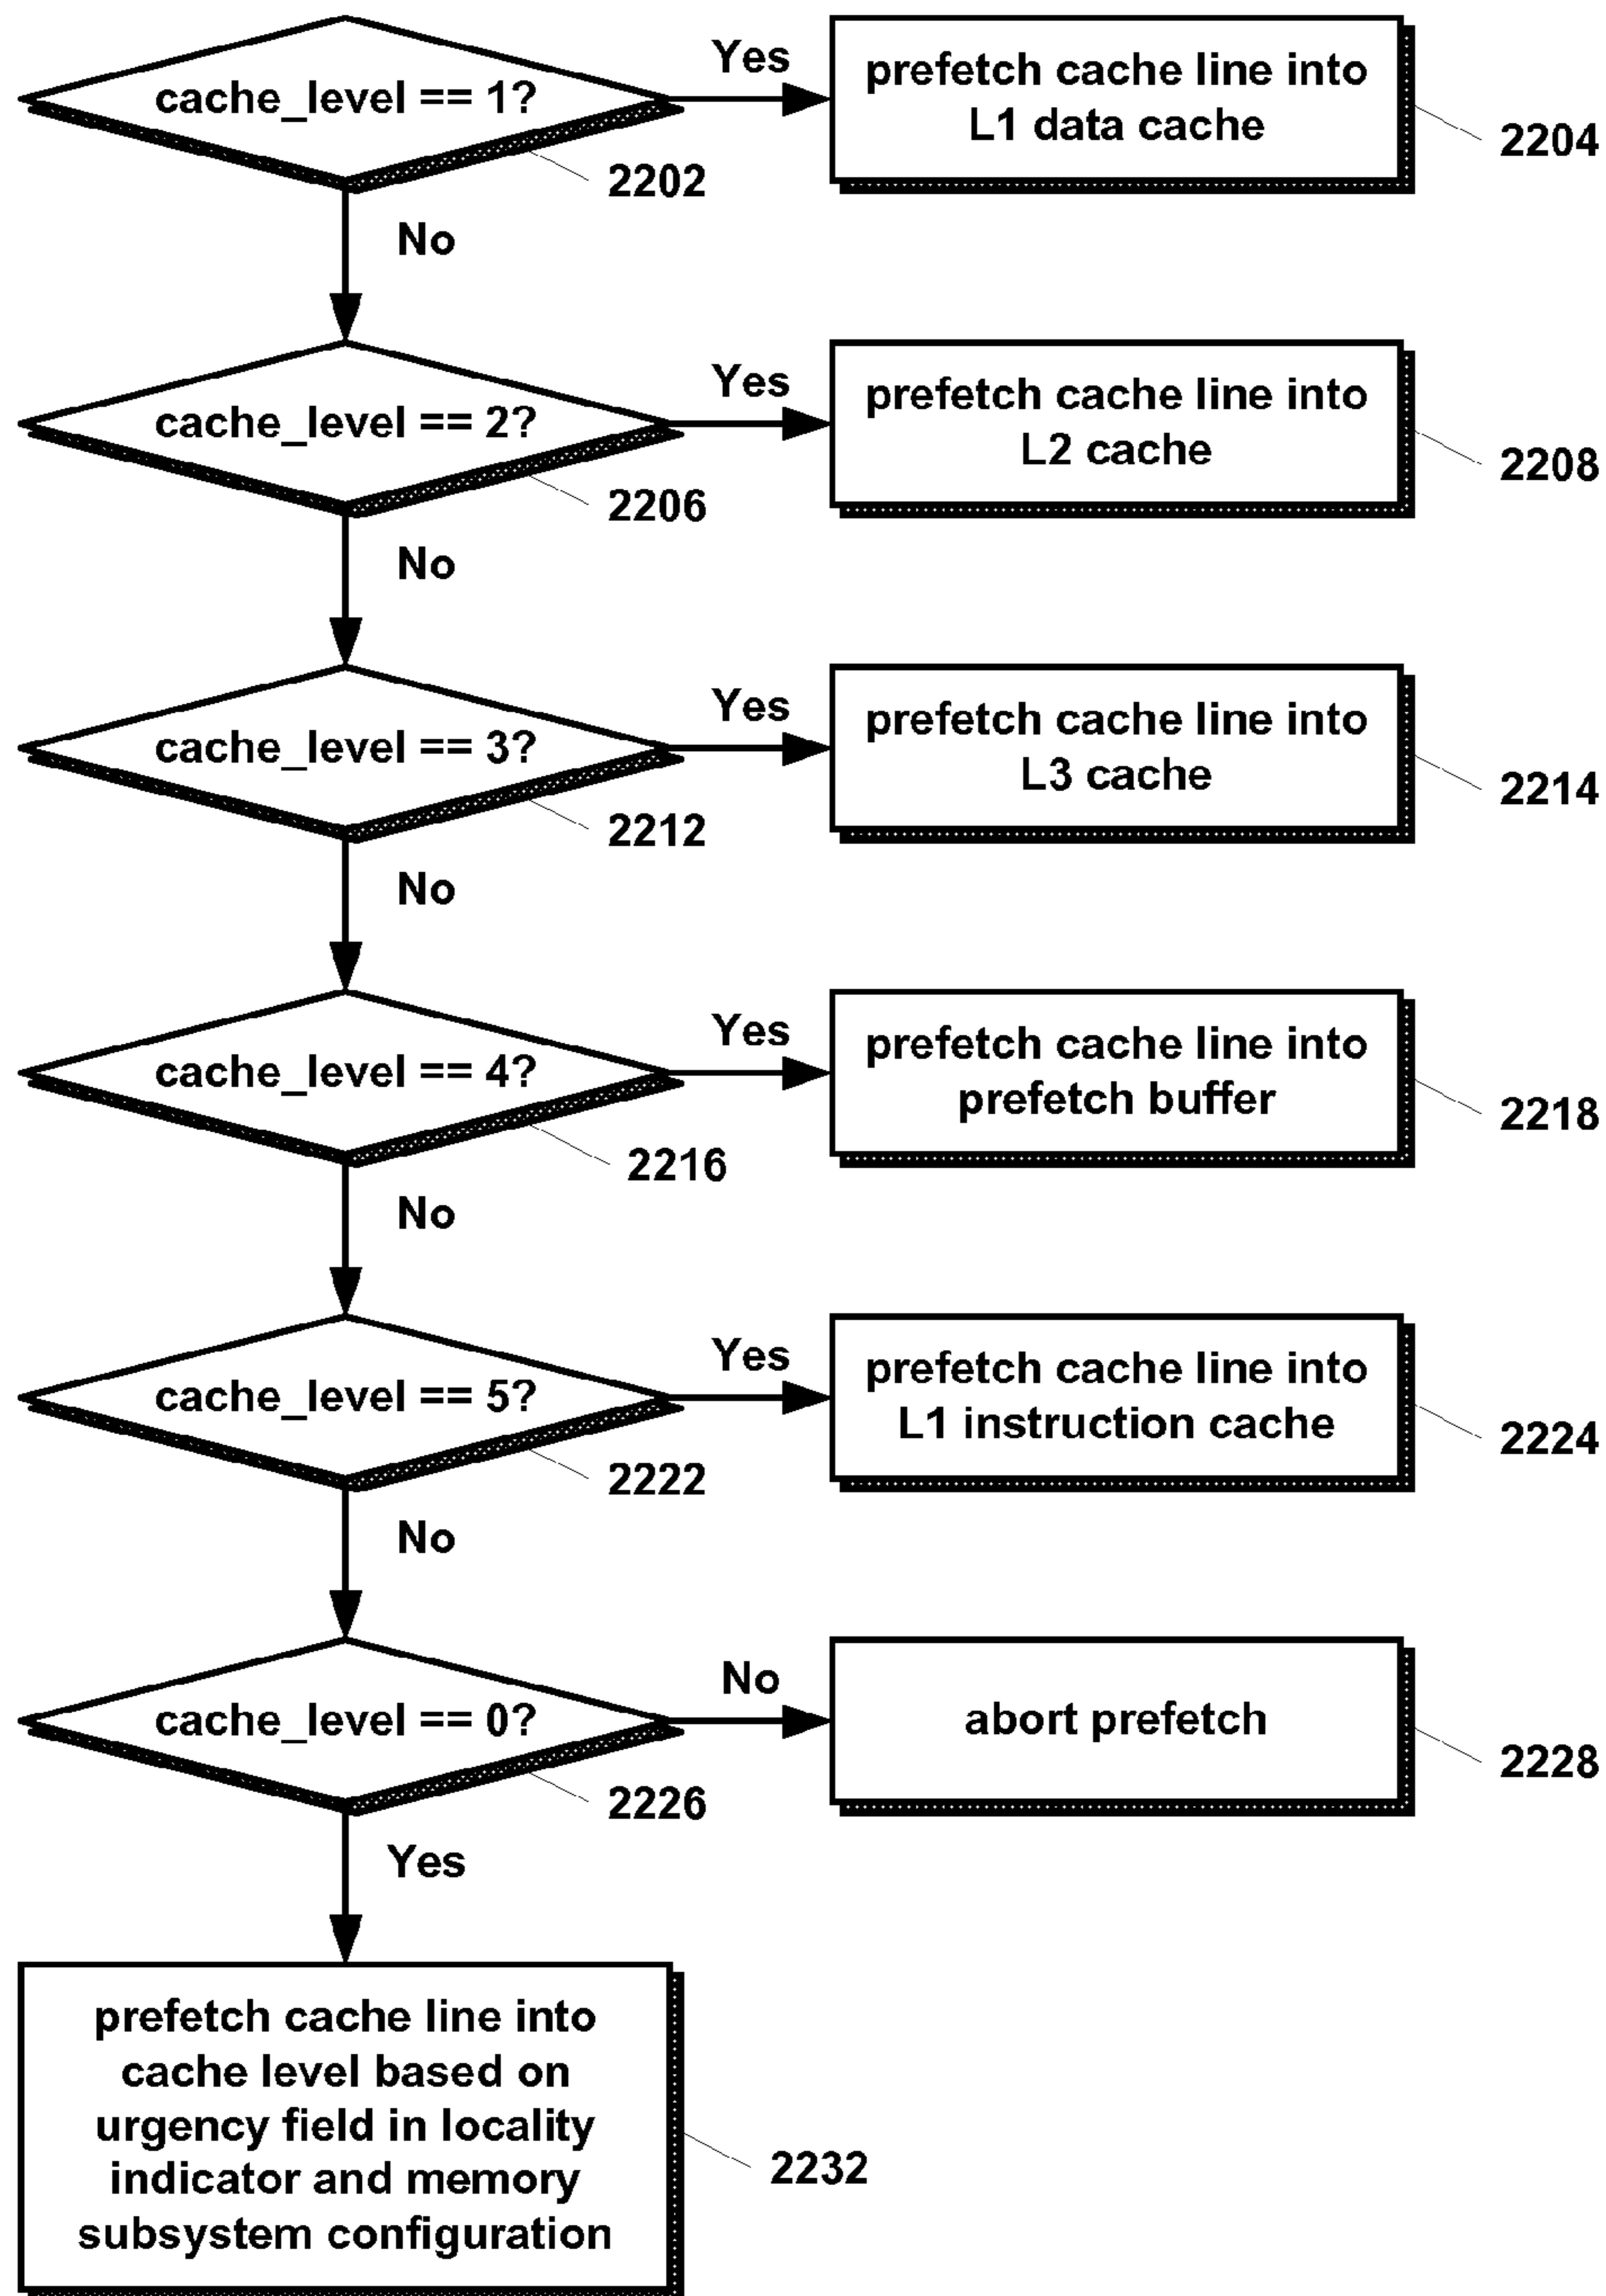 cache_level == 1?
Yes
prefetch cache line into
L1 data cache
2204
2202
No
cache_level == 2?
Yes
prefetch cache line into
L2 cache
2208
2206
No
cache_level == 3?
Yes
prefetch cache line into
L3 cache
2214
2212
No
cache_level == 4?
Yes
prefetch cache line into
prefetch buffer
2218
2216
No
cache_level == 5?
Yes
prefetch cache line into
L1 instruction cache
2224
2222
No
cache_level == 0?
No
abort prefetch
2228
2226
Yes
prefetch cache line into
cache level based on
urgency field in locality
indicator and memory
subsystem configuration
2232